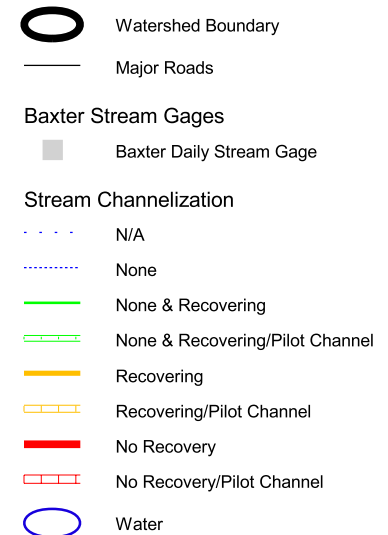 Watershed Boundary
Major Roads
Baxter Stream Gages
Baxter Daily Stream Gage
Stream Channelization
N/A
None
None & Recovering
None & Recovering/Pilot Channel
Recovering
Recovering/Pilot Channel
No Recovery
No Recovery/Pilot Channel
Water